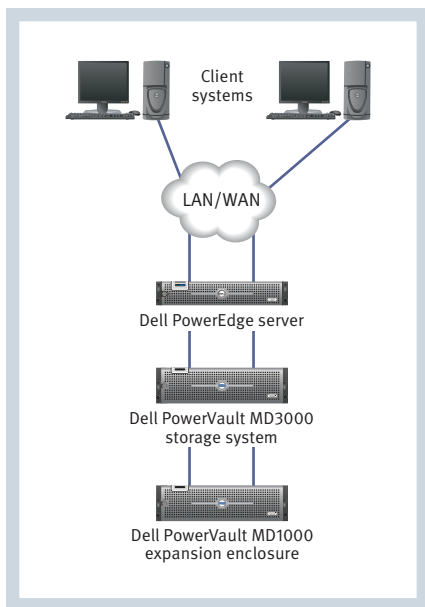 Client
systems
LAN/WAN
Dell PowerEdge server
Dell PowerVault MD3000
storage system
Dell PowerVault MD1000
expansion enclosure